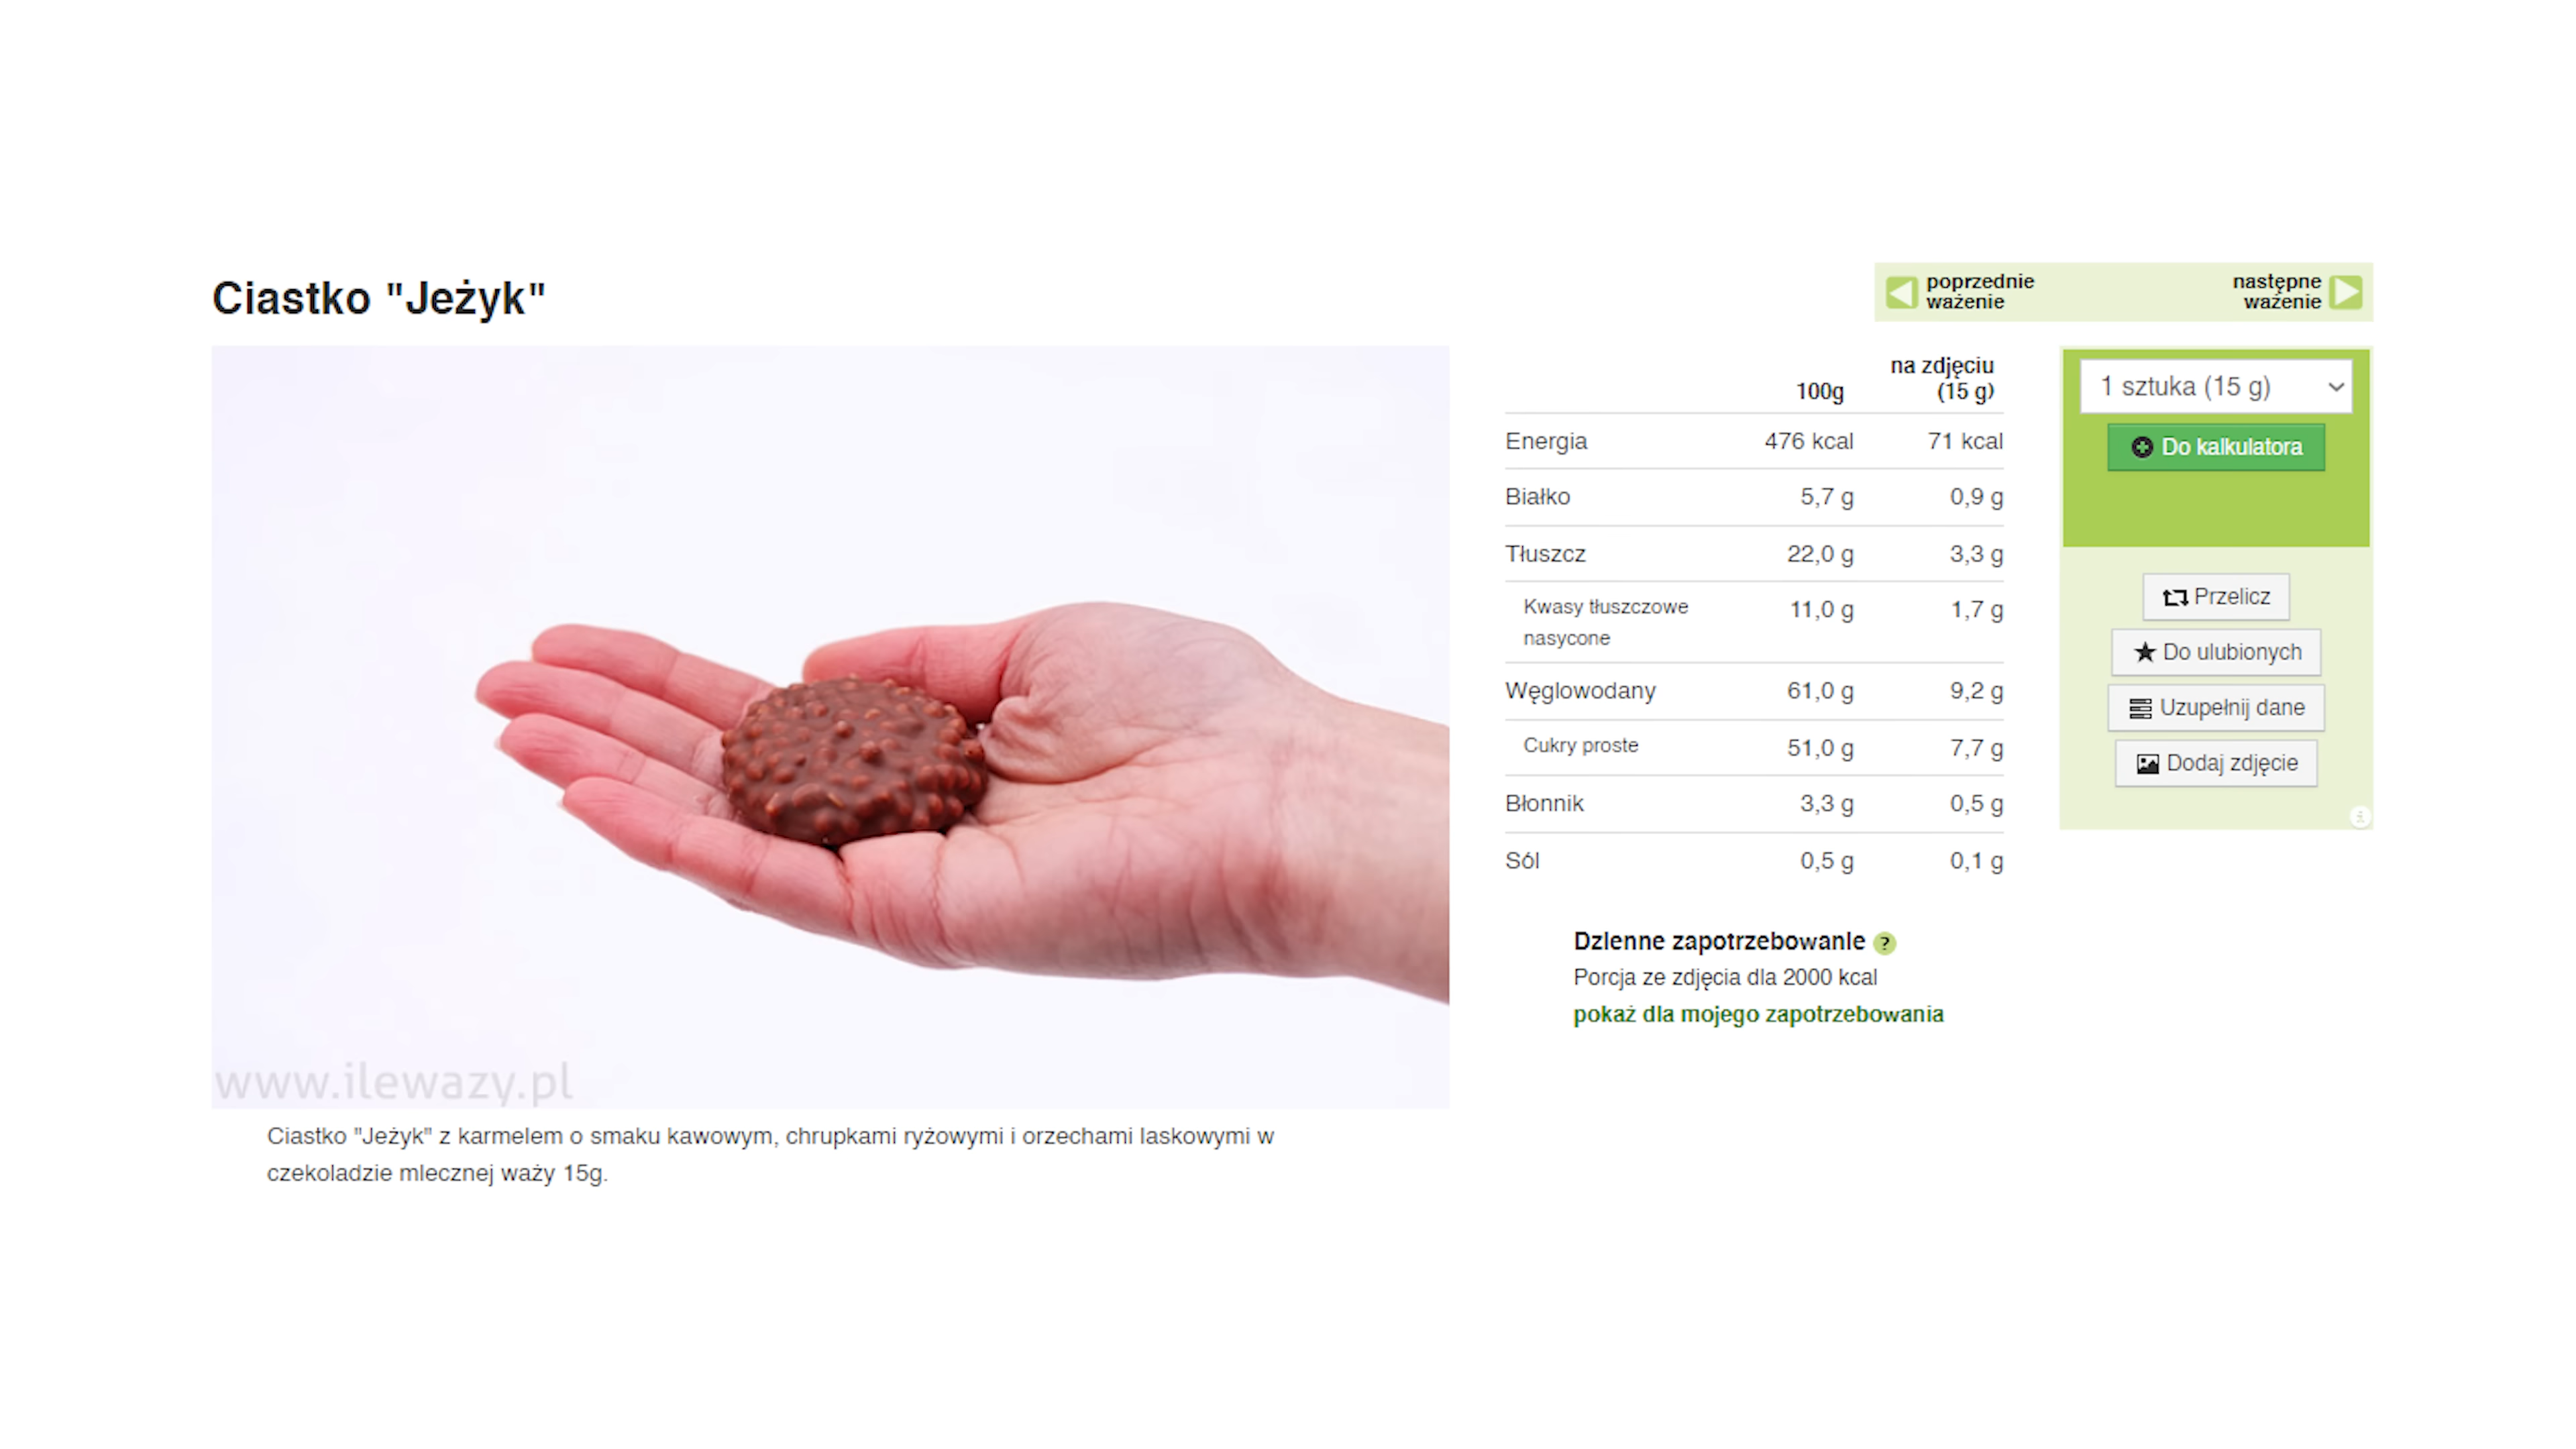 Ciastko "Jeżyk"
poprzednie
ważenie
następne
ważenie
na zdjęciu
100g (15 g)
Energia 476 kcal 71 kcal
Białko 5,7 g 0,9 g
Tłuszcz 22,0 g 3,3 g
Kwasy tłuszczowe
nasycone 11,0 g 1,7 g
Węglowodany 61,0 g 9,2 g
Cukry proste 51,0 g 7,7 g
Błonnik 3,3 g 0,5 g
Sól 0,5 g 0,1 g
Dzienne zapotrzebowanie ?
Porcja ze zdjęcia dla 2000 kcal
pokaż dla mojego zapotrzebowania
1 sztuka (15 g)
Do kalkulatora
Przelicz
Do ulubionych
Uzupełnij dane
Dodaj zdjęcie
i
www.ilewazy.pl
Ciastko "Jeżyk" z karmelem o smaku kawowym, chrupkami ryżowymi i orzechami laskowymi w
czekoladzie mlecznej waży 15g.